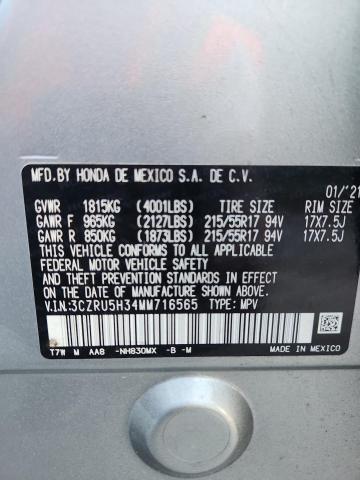 MFD.BY HONDA DE MEXICO S.A. DE C.V. 01/'21
GVWR 1815KG (4001LBS) TIRE SIZE RIM SIZE
GAWR F 965KG (2127LBS) 215/55R17 94V 17X7.5J
GAWR R 850KG (1873LBS) 215/55R17 94V 17X7.5J
THIS VEHICLE CONFORMS TO ALL APPLICABLE
FEDERAL MOTOR VEHICLE SAFETY AND
THEFT PREVENTION STANDARDS IN EFFECT ON THE
DATE OF MANUFACTURE SHOWN ABOVE.
V.I.N.:3CZRU5H34MM716565 TYPE: MPV
T7W M AA8 -NH830MX -B -M MADE IN MEXICO